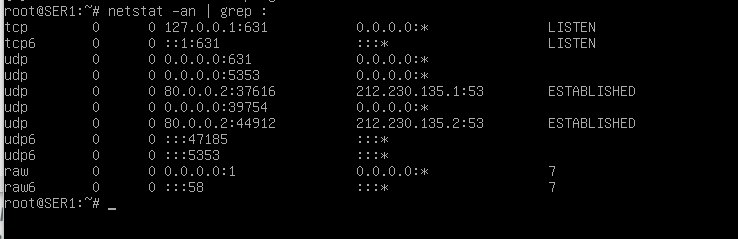 root@SER1:~# netstat -an | grep :
tcp 0 0 127.0.0.1:631 0.0.0.0:* LISTEN
tcp6 0 0 ::1:631 :::* LISTEN
udp 0 0 0.0.0.0:631 0.0.0.0:*
udp 0 0 0.0.0.0:5353 0.0.0.0:*
udp 0 0 80.0.0.2:37616 212.230.135.1:53 ESTABLISHED
udp 0 0 0.0.0.0:39754 0.0.0.0:*
udp 0 0 80.0.0.2:44912 212.230.135.2:53 ESTABLISHED
udp6 0 0 :::47185 :::*
udp6 0 0 :::5353 :::*
raw 0 0 0.0.0.0:1 0.0.0.0:* 7
raw6 0 0 :::58 :::* 7
root@SER1:~# _